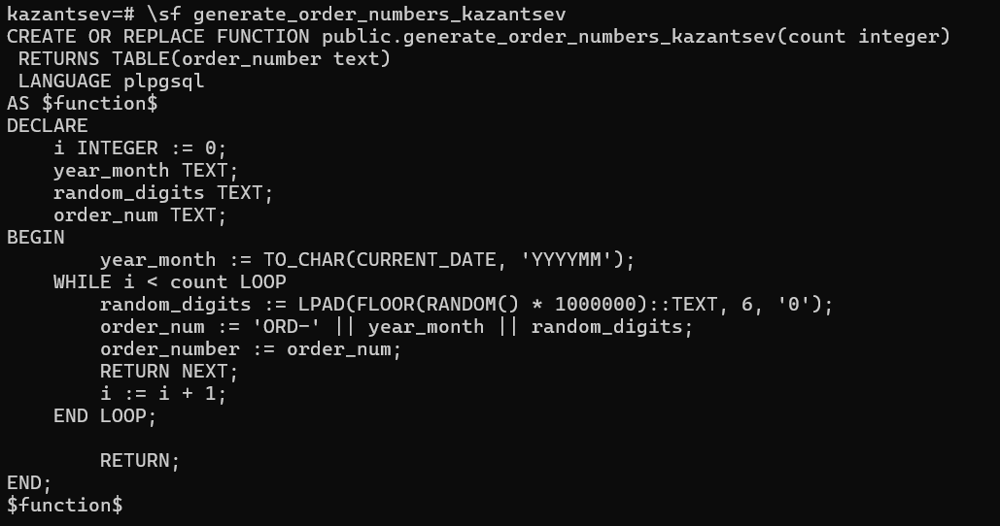 kazantsev=# \sf generate_order_numbers_kazantsev
CREATE OR REPLACE FUNCTION public.generate_order_numbers_kazantsev(count integer)
 RETURNS TABLE(order_number text)
 LANGUAGE plpgsql
AS $function$
DECLARE
    i INTEGER := 0;
    year_month TEXT;
    random_digits TEXT;
    order_num TEXT;
BEGIN
        year_month := TO_CHAR(CURRENT_DATE, 'YYYYMM');
    WHILE i < count LOOP
        random_digits := LPAD(FLOOR(RANDOM() * 1000000)::TEXT, 6, '0');
        order_num := 'ORD-' || year_month || random_digits;
        order_number := order_num;
        RETURN NEXT;
        i := i + 1;
    END LOOP;

        RETURN;
END;
$function$